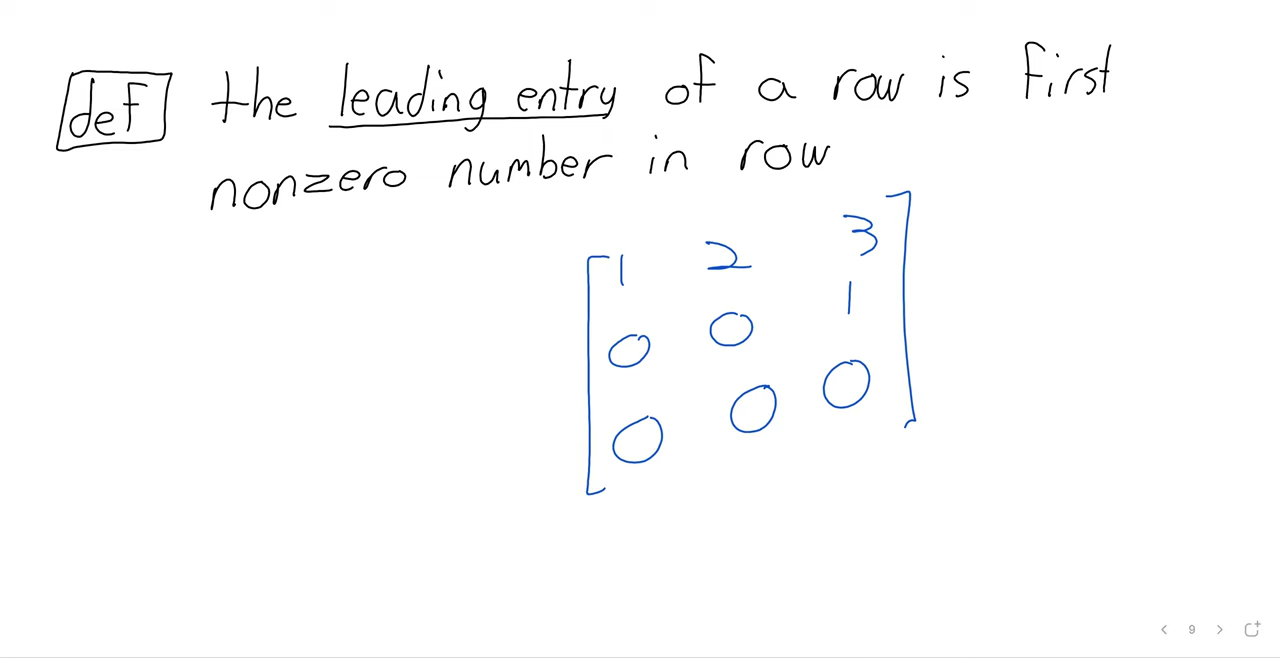 def the leading entry of a row is first
nonzero number in row
1 2 3
0 0 1
0 0 0
9